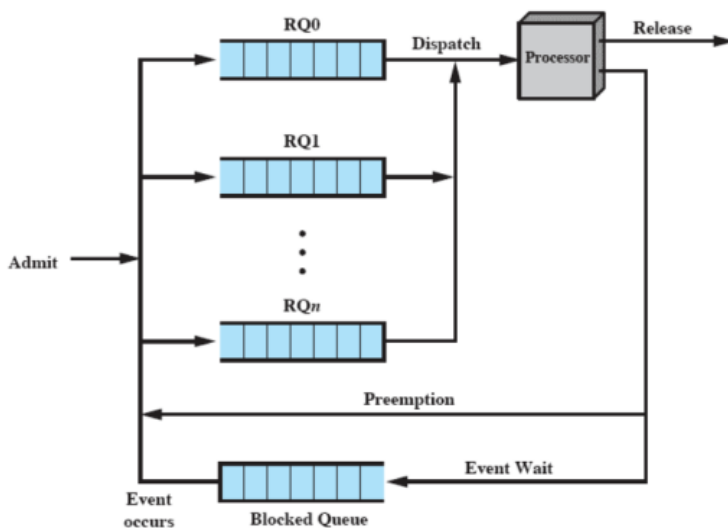 RQ0
Dispatch
Release
Processor
RQ1
Admit
RQn
Preemption
Event Wait
Event
occurs
Blocked Queue